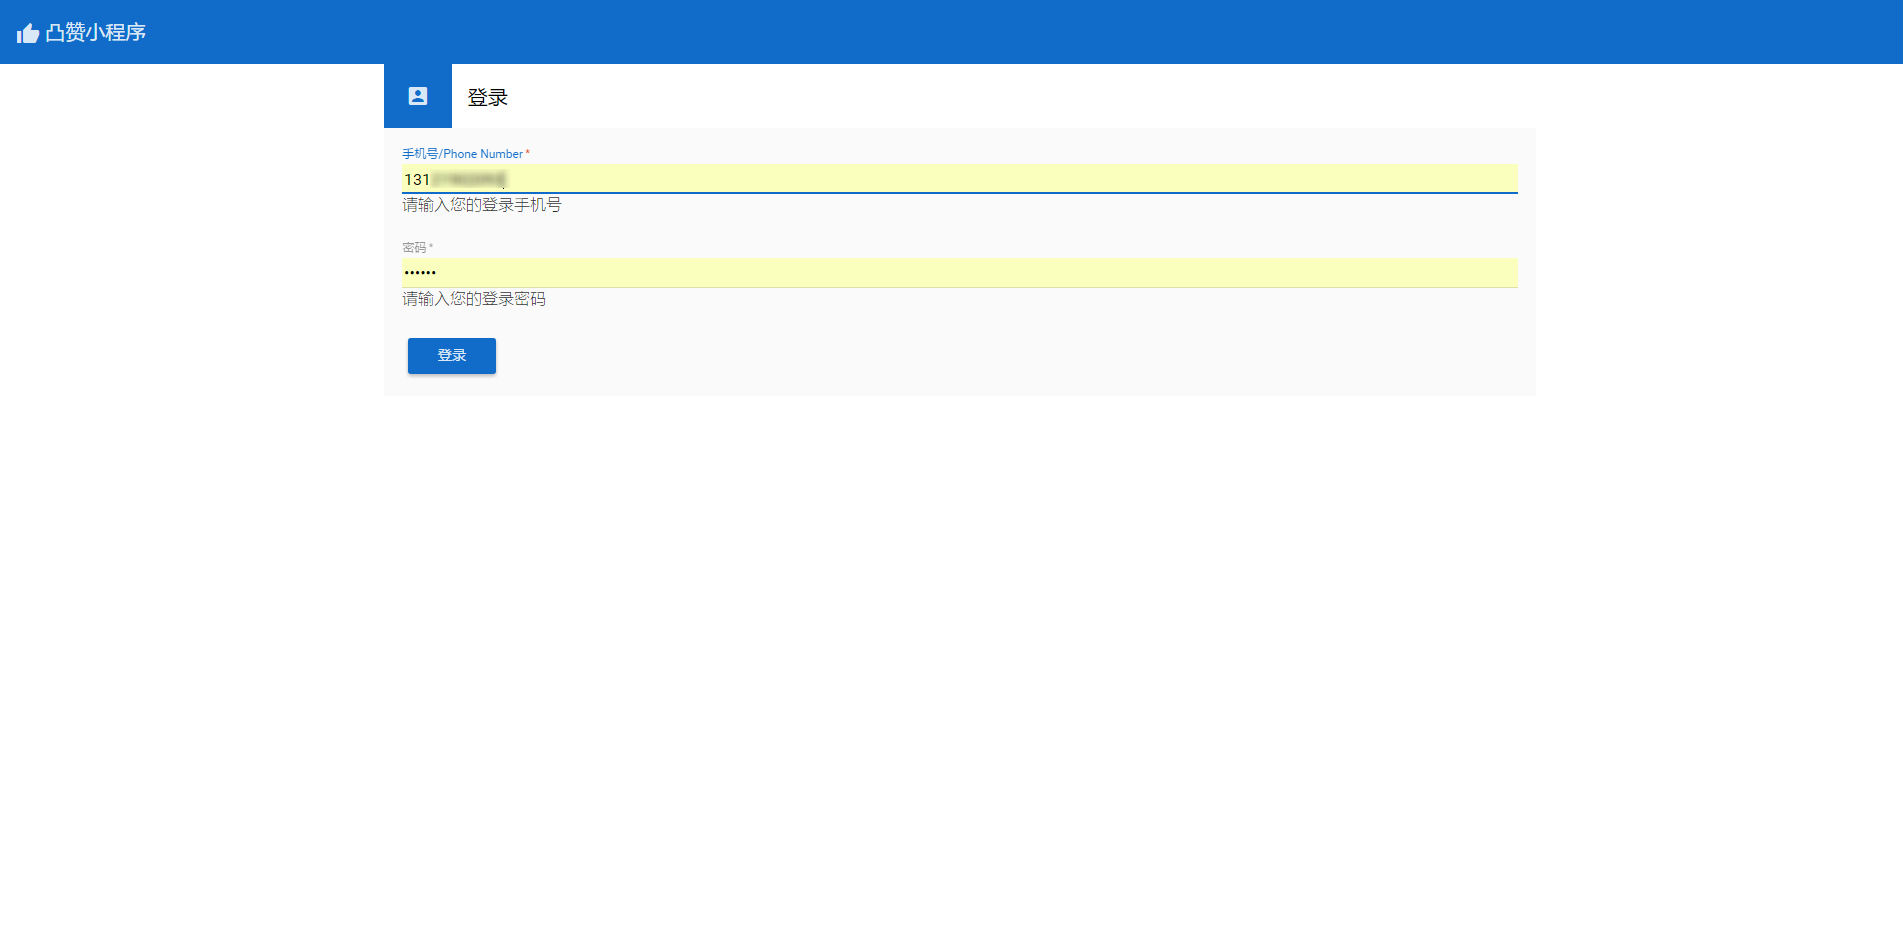 凸赞小程序
登录
手机号/Phone Number *
131
请输入您的登录手机号
密码 *
••••••
请输入您的登录密码
登录